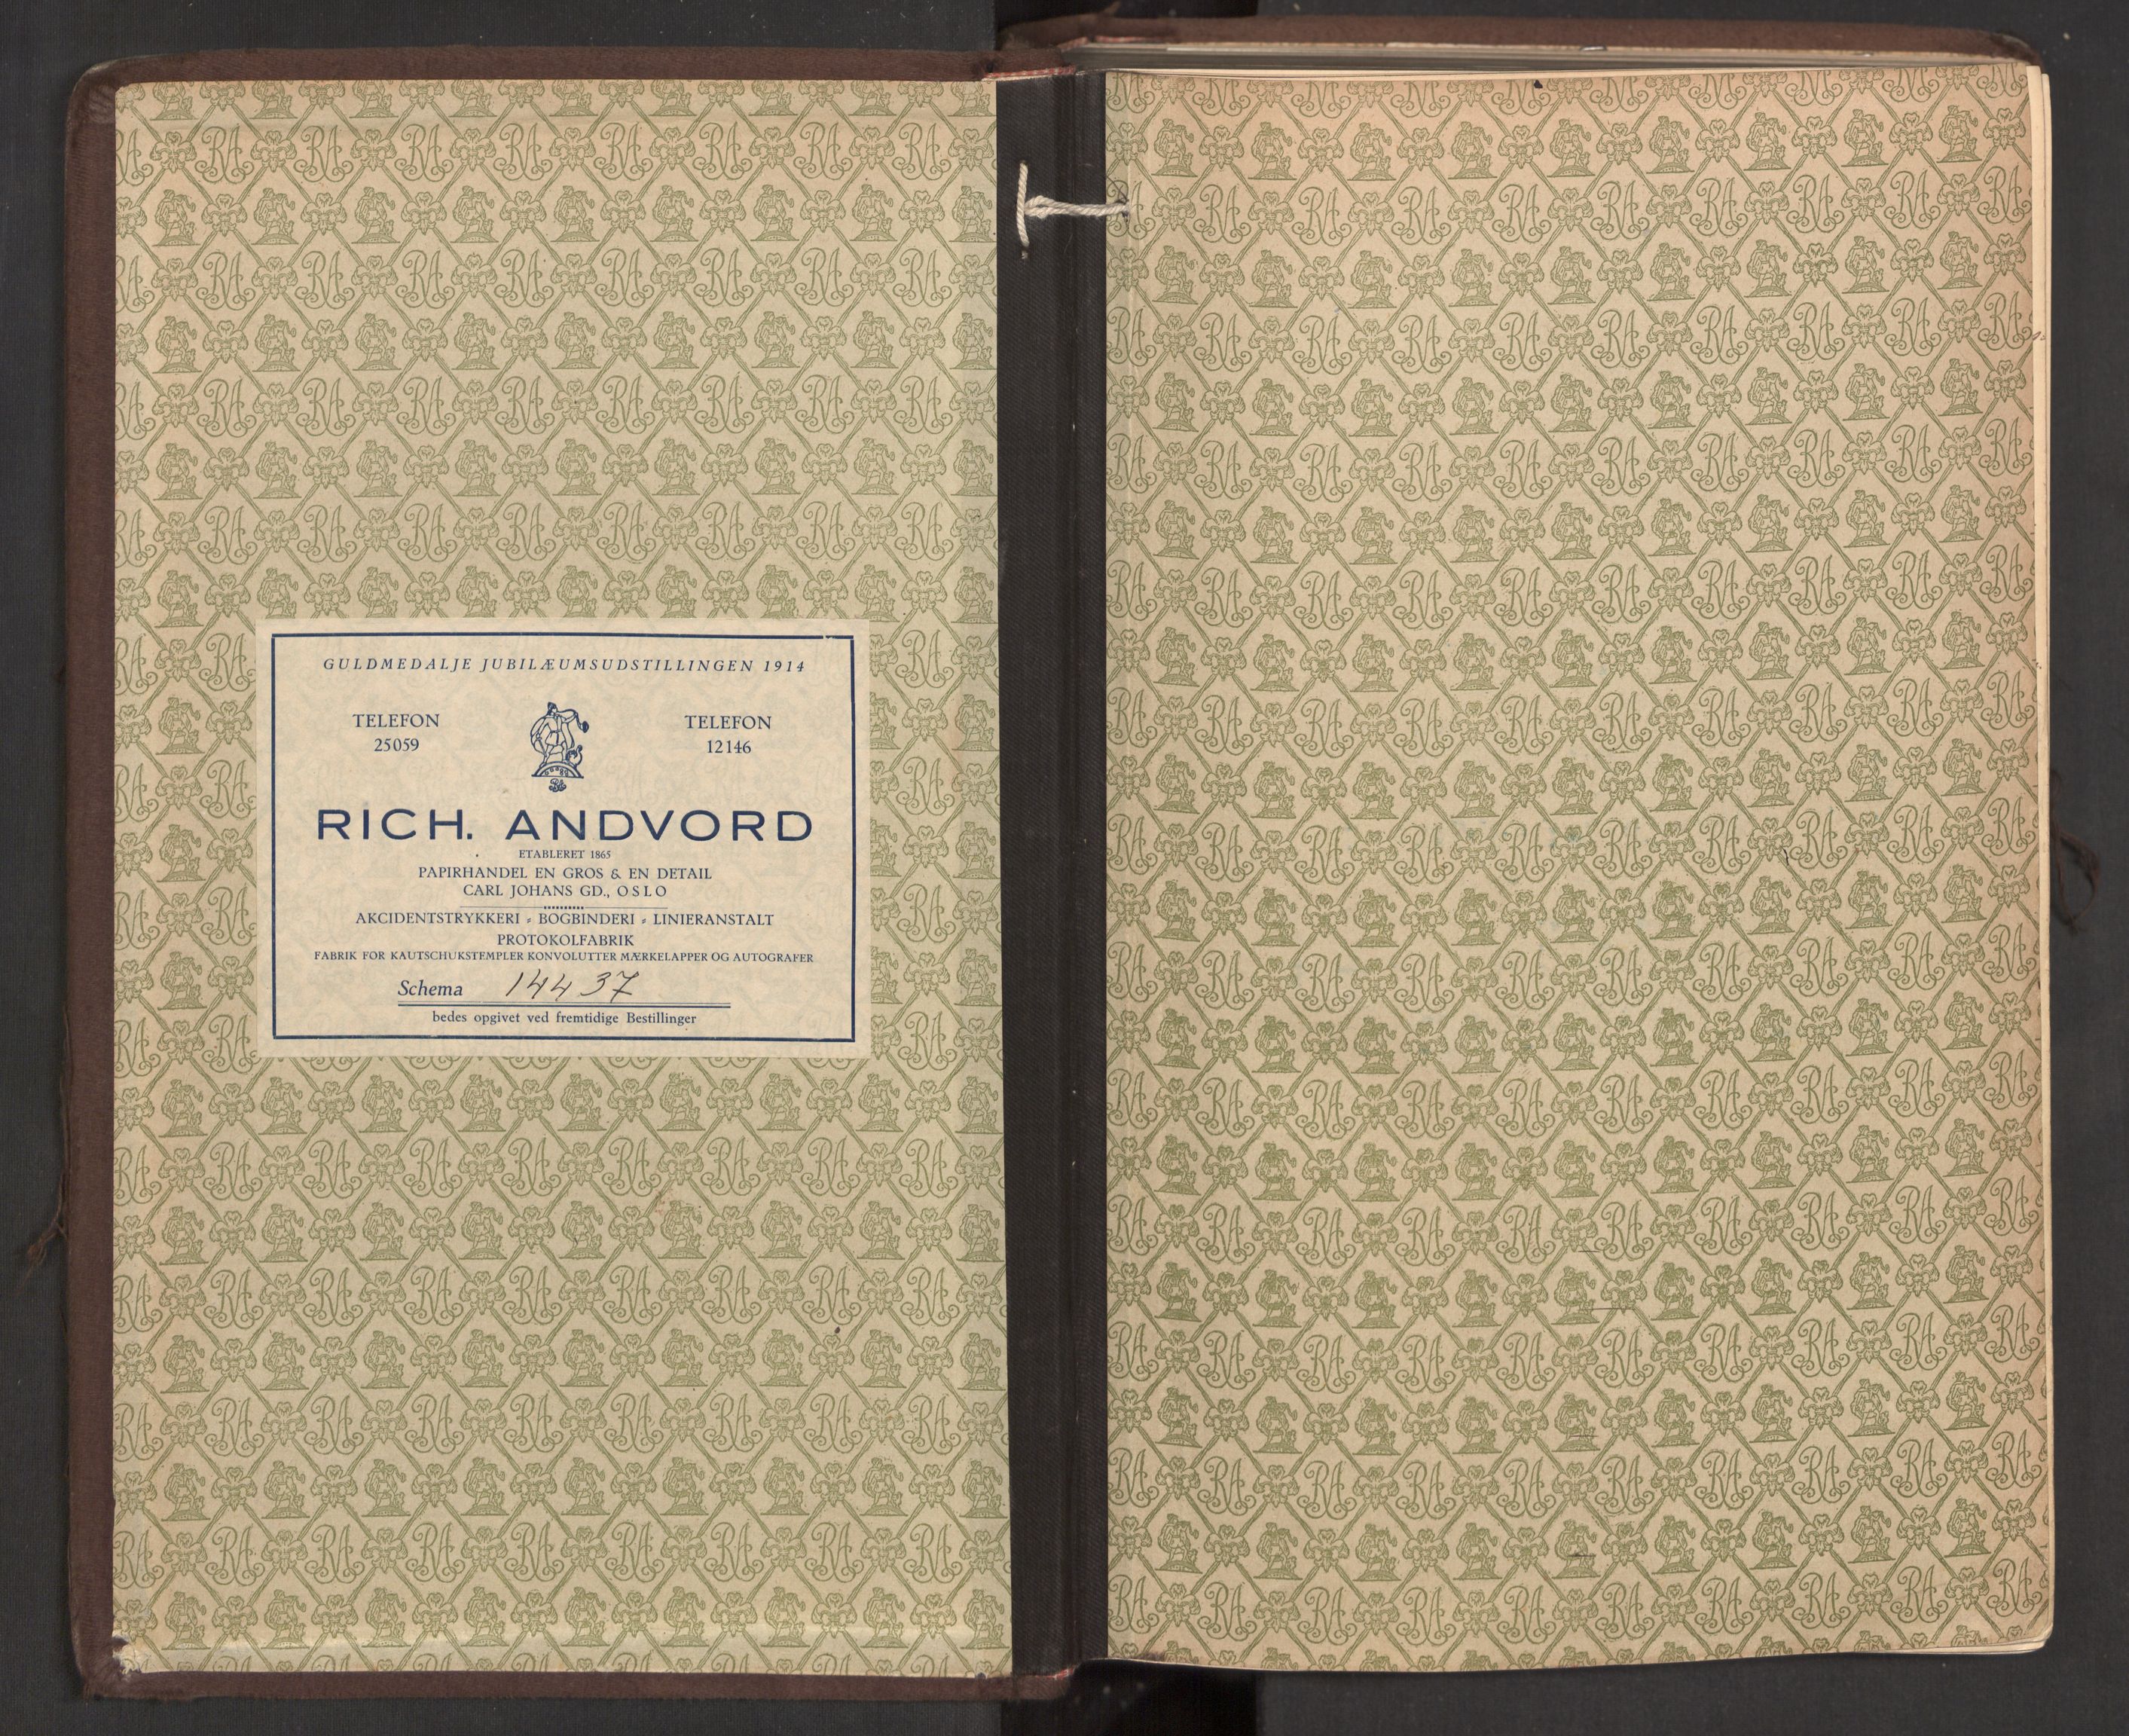 GULDMEDALJE JUBILÆUMSUDSTILLINGEN 1914
TELEFON
25059
TELEFON
12146
RICH. ANDVORD
ETABLERET 1865
PAPIRHANDEL EN GROS & EN DETAIL
CARL JOHANS GD., OSLO
AKCIDENTSTRYKKERI - BOGBINDERI - LINIERANSTALT
PROTOKOLFABRIK
FABRIK FOR KAUTSCHUKSTEMPLER KONVOLUTTER MÆRKELAPPER OG AUTOGRAFER
Schema 14437
bedes opgivet ved fremtidige Bestillinger